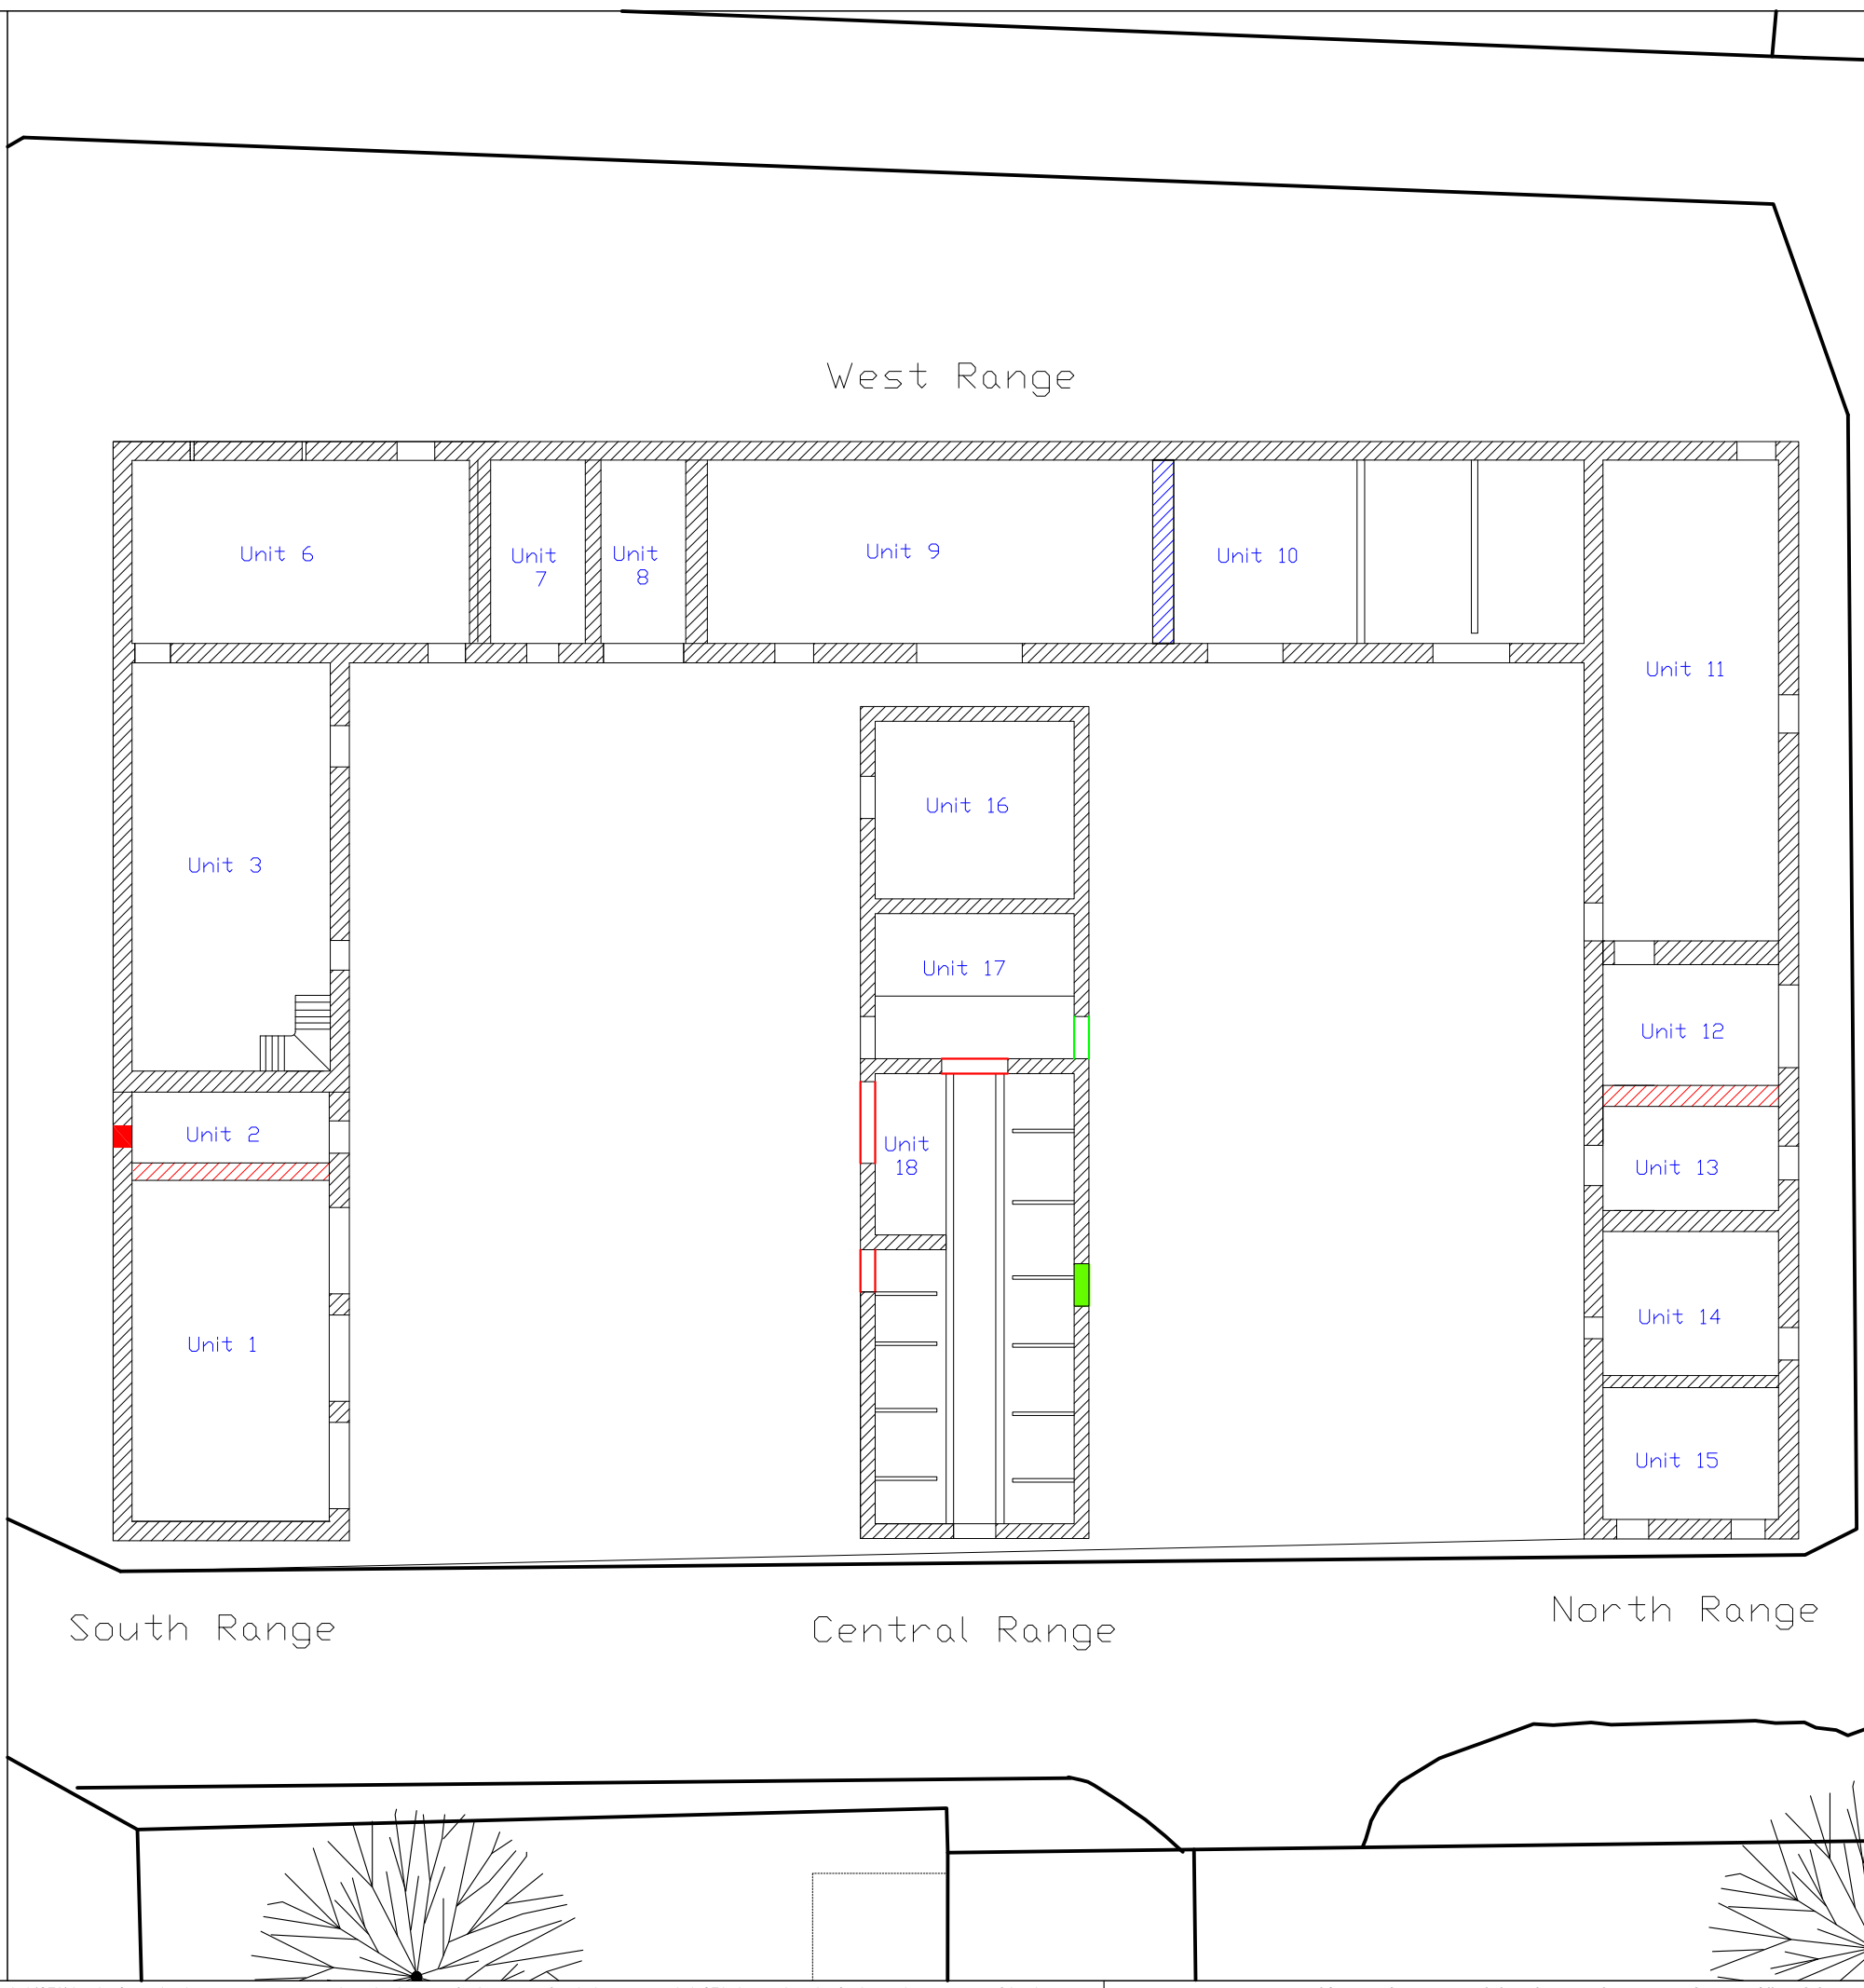 West Range
Unit 6
Unit
7
Unit
8
Unit 9
Unit 10
Unit 11
Unit 3
Unit 16
Unit 17
Unit 12
Unit 2
Unit
18
Unit 13
Unit 1
Unit 14
Unit 15
South Range
Central Range
North Range